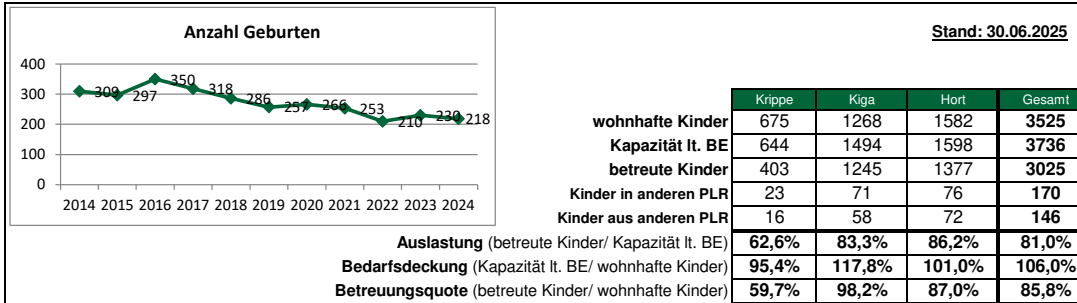 Anzahl Geburten
400
300
200
100
0
309
297
350
318
286
257
266
253
210
230
218
2014 2015 2016 2017 2018 2019 2020 2021 2022 2023 2024
Stand: 30.06.2025
Krippe Kiga Hort Gesamt
wohnhafte Kinder 675 1268 1582 3525
Kapazität lt. BE 644 1494 1598 3736
betreute Kinder 403 1245 1377 3025
Kinder in anderen PLR 23 71 76 170
Kinder aus anderen PLR 16 58 72 146
Auslastung (betreute Kinder/ Kapazität lt. BE) 62,6% 83,3% 86,2% 81,0%
Bedarfsdeckung (Kapazität lt. BE/ wohnhafte Kinder) 95,4% 117,8% 101,0% 106,0%
Betreuungsquote (betreute Kinder/ wohnhafte Kinder) 59,7% 98,2% 87,0% 85,8%